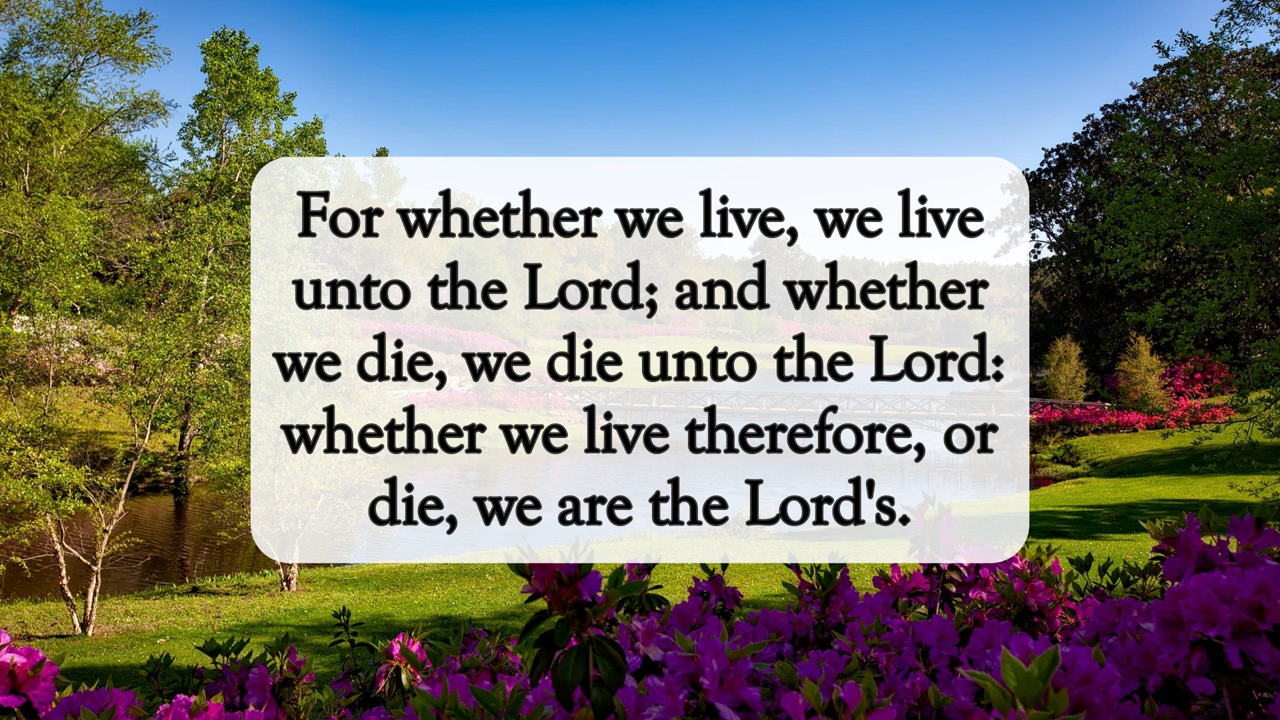 For whether we live, we live
unto the Lord; and whether
we die, we die unto the Lord:
whether we live therefore, or
die, we are the Lord's.